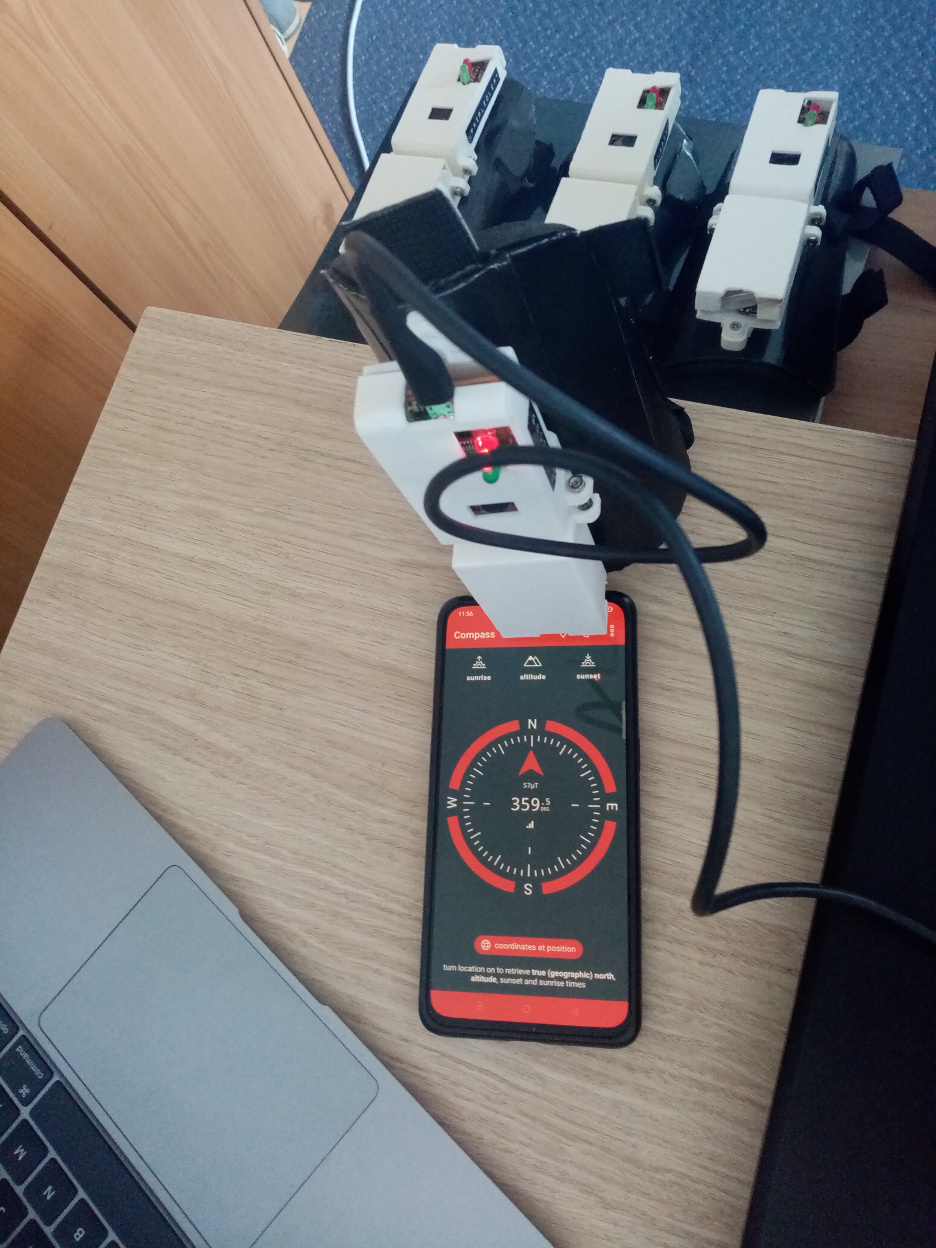 11:56
Compass
sunrise
altitude
sunset
N
57µT
W
359.5
DEG
E
S
coordinates at position
turn location on to retrieve true (geographic) north,
altitude, sunset and sunrise times
command
⌘
M
N
B